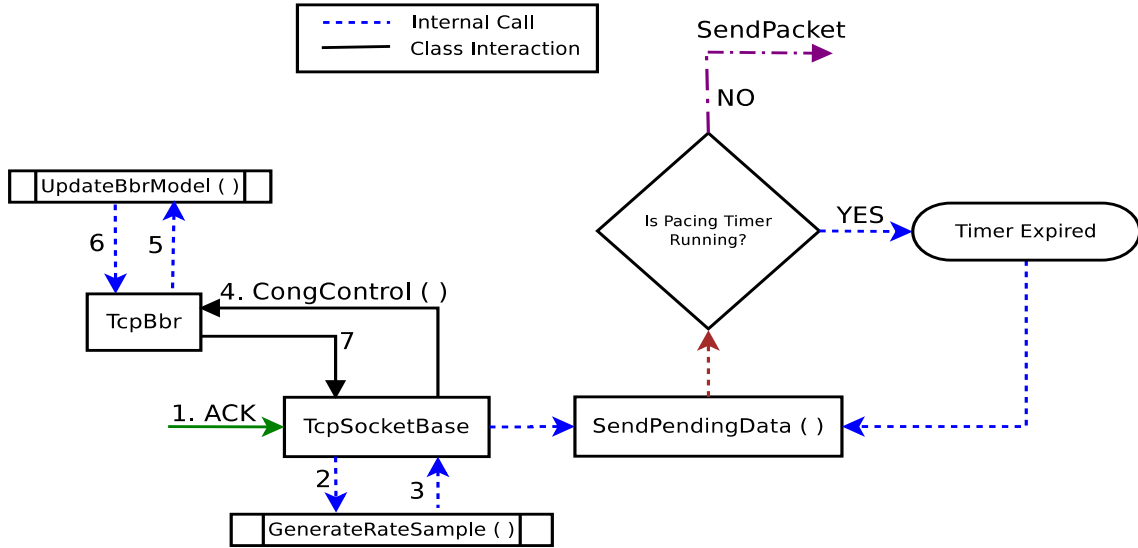 Internal Call
Class Interaction
SendPacket
NO
UpdateBbrModel ( )
6
5
Is Pacing Timer
Running?
YES
Timer Expired
4. CongControl ( )
TcpBbr
7
1. ACK
TcpSocketBase
SendPendingData ( )
2
3
GenerateRateSample ( )